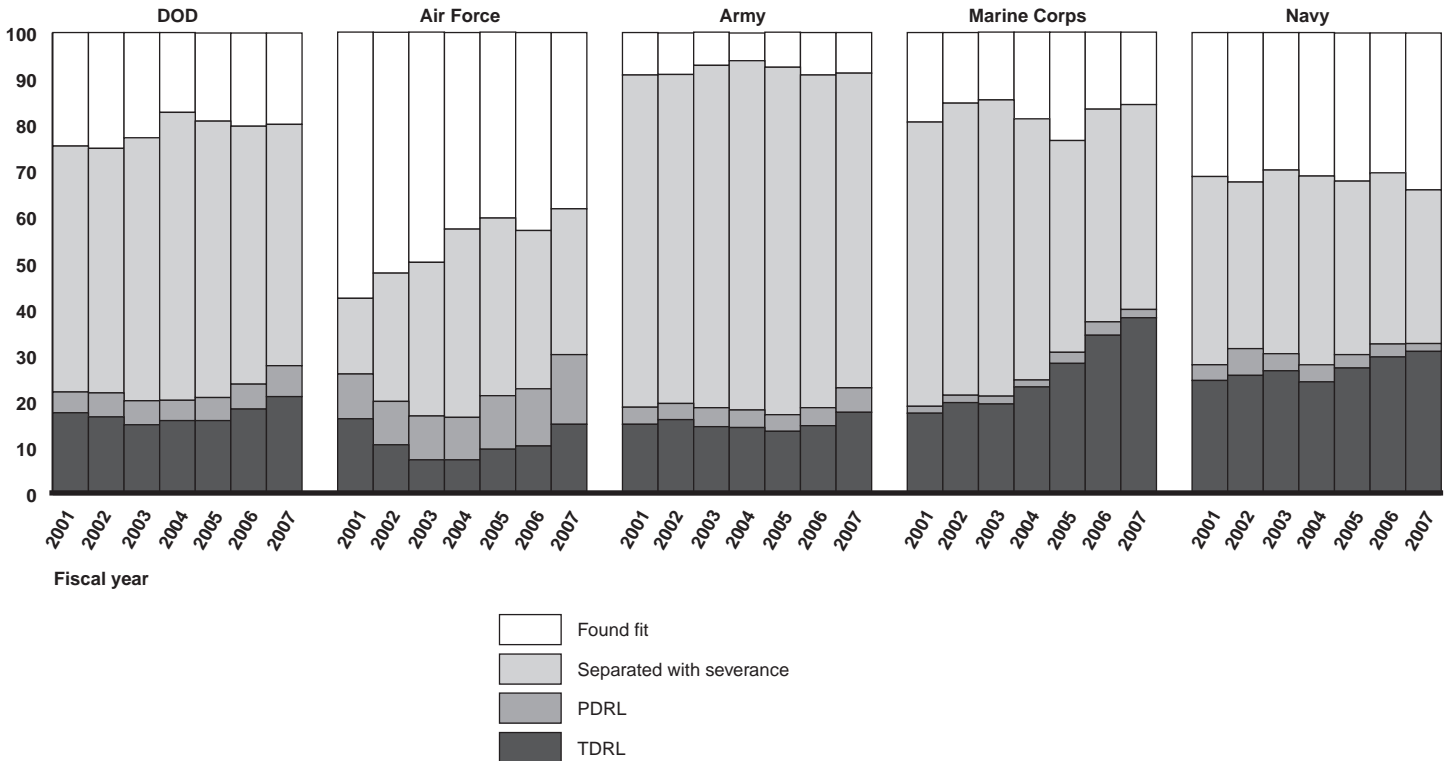 DOD Air Force Army Marine Corps Navy
100
90
80
70
60
50
40
30
20
10
0
2001 2002 2003 2004 2005 2006 2007 2001 2002 2003 2004 2005 2006 2007 2001 2002 2003 2004 2005 2006 2007 2001 2002 2003 2004 2005 2006 2007 2001 2002 2003 2004 2005 2006 2007
Fiscal year
Found fit
Separated with severance
PDRL
TDRL